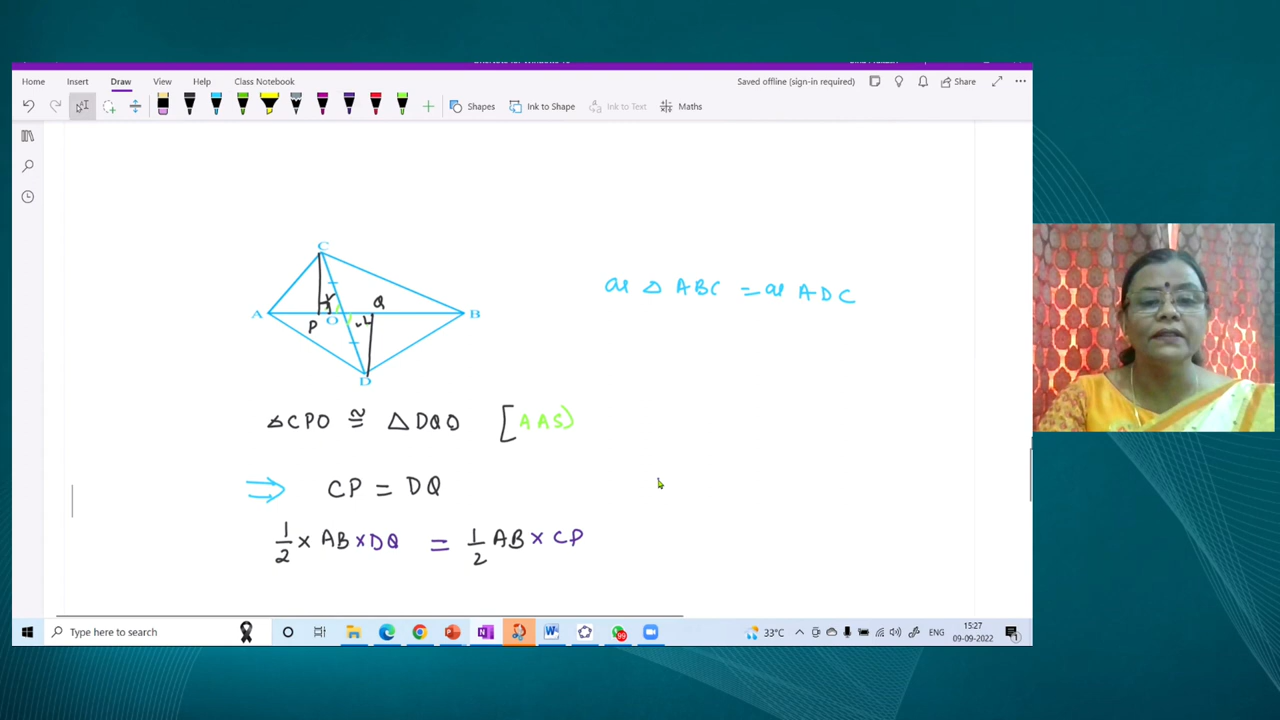 Home Insert Draw View Help Class Notebook
Saved offline (sign-in required) Share
Shapes Ink to Shape Ink to Text Maths
C
A P O Q B
D
ar △ ABC = ar ADC
△CPO ≅ △DQO [AAS)
⇒ CP = DQ
1/2 × AB × DQ = 1/2 AB × CP
Type here to search
99
33°C ENG 15:27
09-09-2022
1